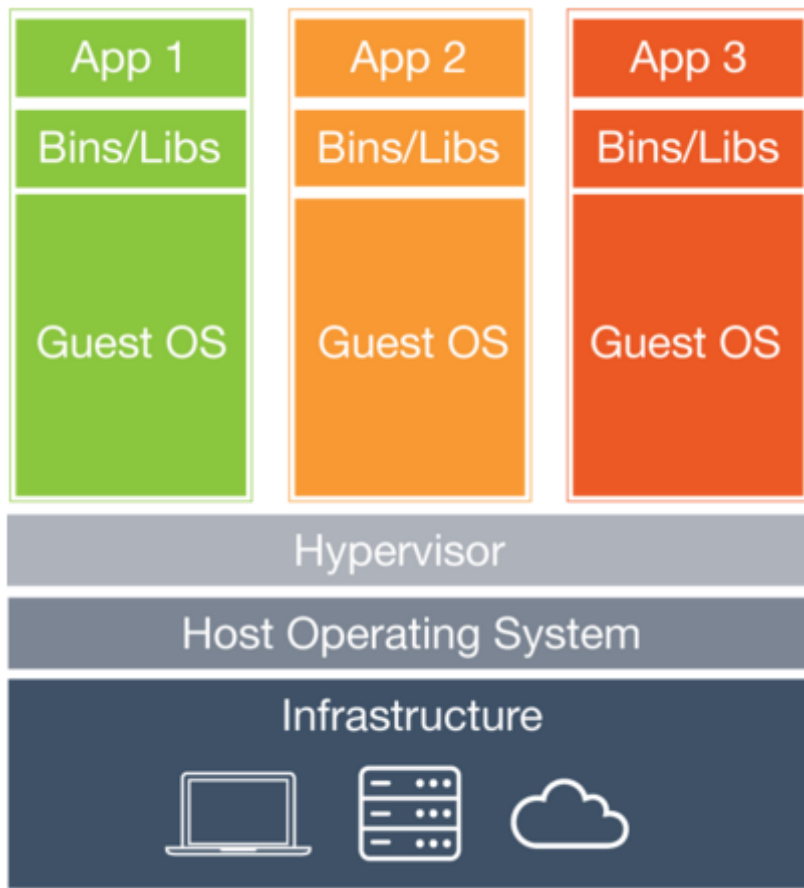 App 1
App 2
App 3
Bins/Libs
Bins/Libs
Bins/Libs
Guest OS
Guest OS
Guest OS
Hypervisor
Host Operating System
Infrastructure